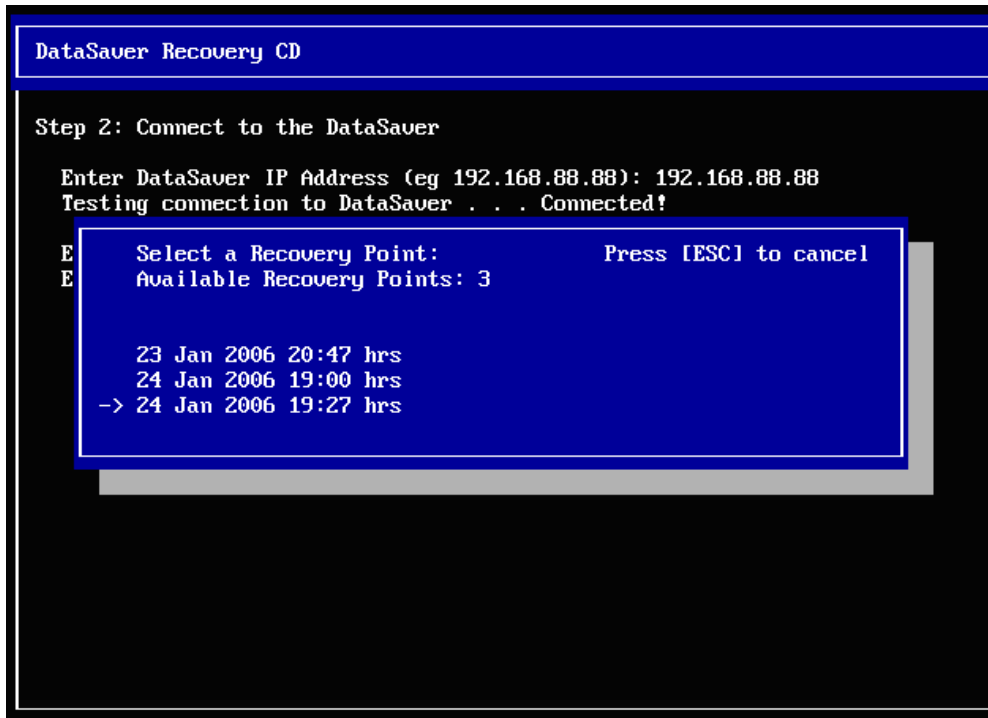 DataSaver Recovery CD
Step 2: Connect to the DataSaver
Enter DataSaver IP Address (eg 192.168.88.88): 192.168.88.88
Testing connection to DataSaver . . . Connected!
E
E
Select a Recovery Point: Press [ESC] to cancel
Available Recovery Points: 3
23 Jan 2006 20:47 hrs
24 Jan 2006 19:00 hrs
-> 24 Jan 2006 19:27 hrs